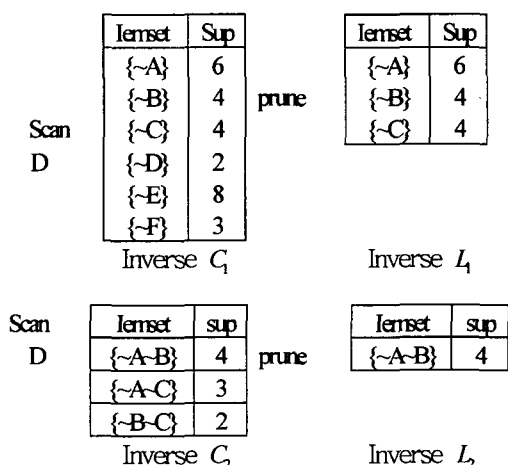 Iemset Sup
{~A} 6
{~B} 4
{~C} 4
{~D} 2
{~E} 8
{~F} 3
Scan
D
Inverse C1
prune
Iemset Sup
{~A} 6
{~B} 4
{~C} 4
Inverse L1
Scan
D
Iemset sup
{~A~B} 4
{~A~C} 3
{~B~C} 2
Inverse C2
prune
Iemset sup
{~A~B} 4
Inverse L2